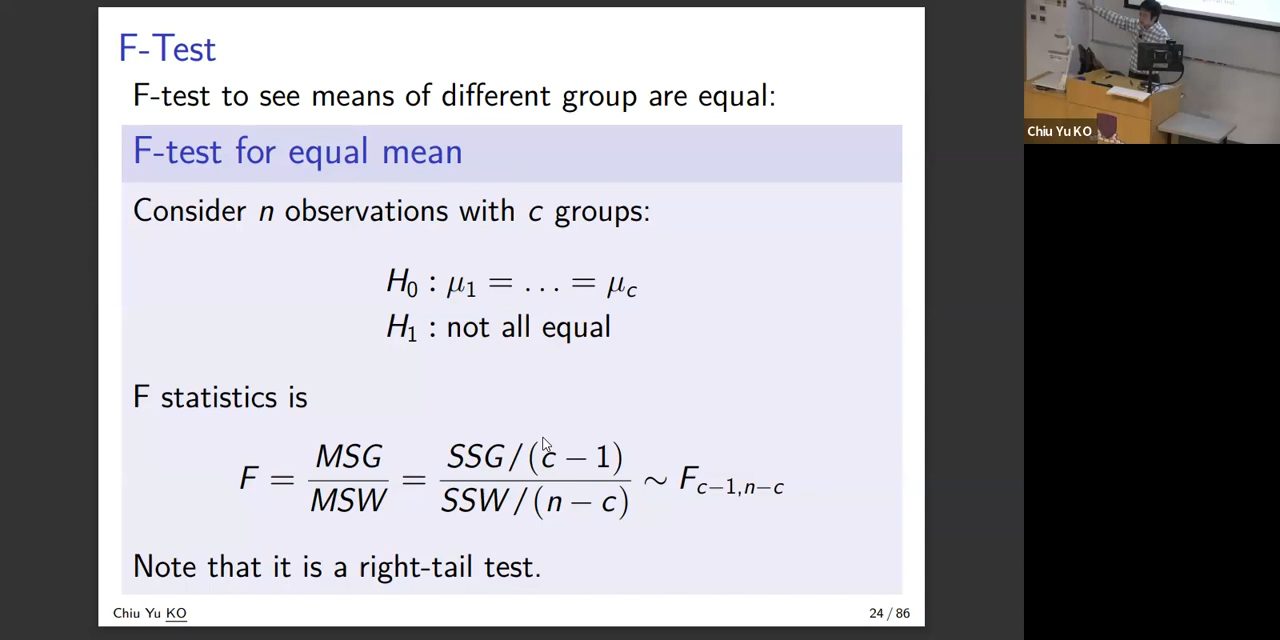 F-Test
F-test to see means of different group are equal:
F-test for equal mean
Consider n observations with c groups:
H₀ : μ₁ = … = μ_c
H₁ : not all equal
F statistics is
F = MSG/MSW = (SSG/(c − 1))/(SSW/(n − c)) ∼ F_{c−1,n−c}
Note that it is a right-tail test.
Chiu Yu KO
24 / 86
Chiu Yu KO